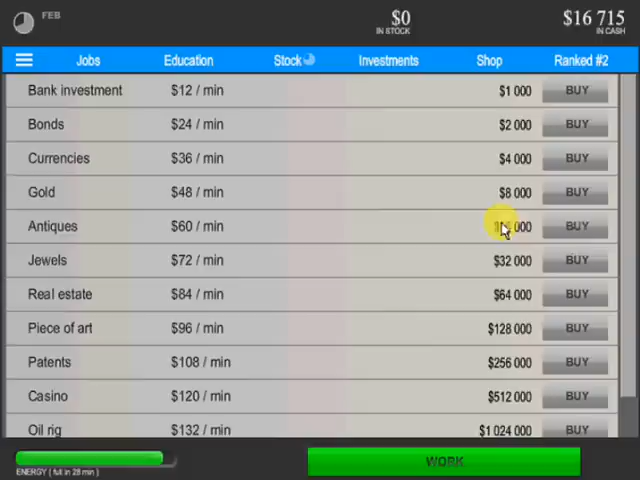 FEB
$0
IN STOCK
$16 715
IN CASH
Jobs Education Stock Investments Shop Ranked #2
Bank investment $12 / min $1 000 BUY
Bonds $24 / min $2 000 BUY
Currencies $36 / min $4 000 BUY
Gold $48 / min $8 000 BUY
Antiques $60 / min 000 BUY
Jewels $72 / min $32 000 BUY
Real estate $84 / min $64 000 BUY
Piece of art $96 / min $128 000 BUY
Patents $108 / min $256 000 BUY
Casino $120 / min $512 000 BUY
Oil rig $132 / min $1 024 000 BUY
ENERGY ( full in 28 min )
WORK